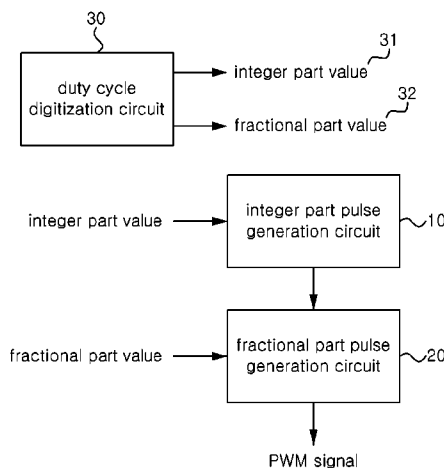 30
duty cycle
digitization circuit
integer part value
31
fractional part value
32
integer part value
integer part pulse
generation circuit
10
fractional part value
fractional part pulse
generation circuit
20
PWM signal